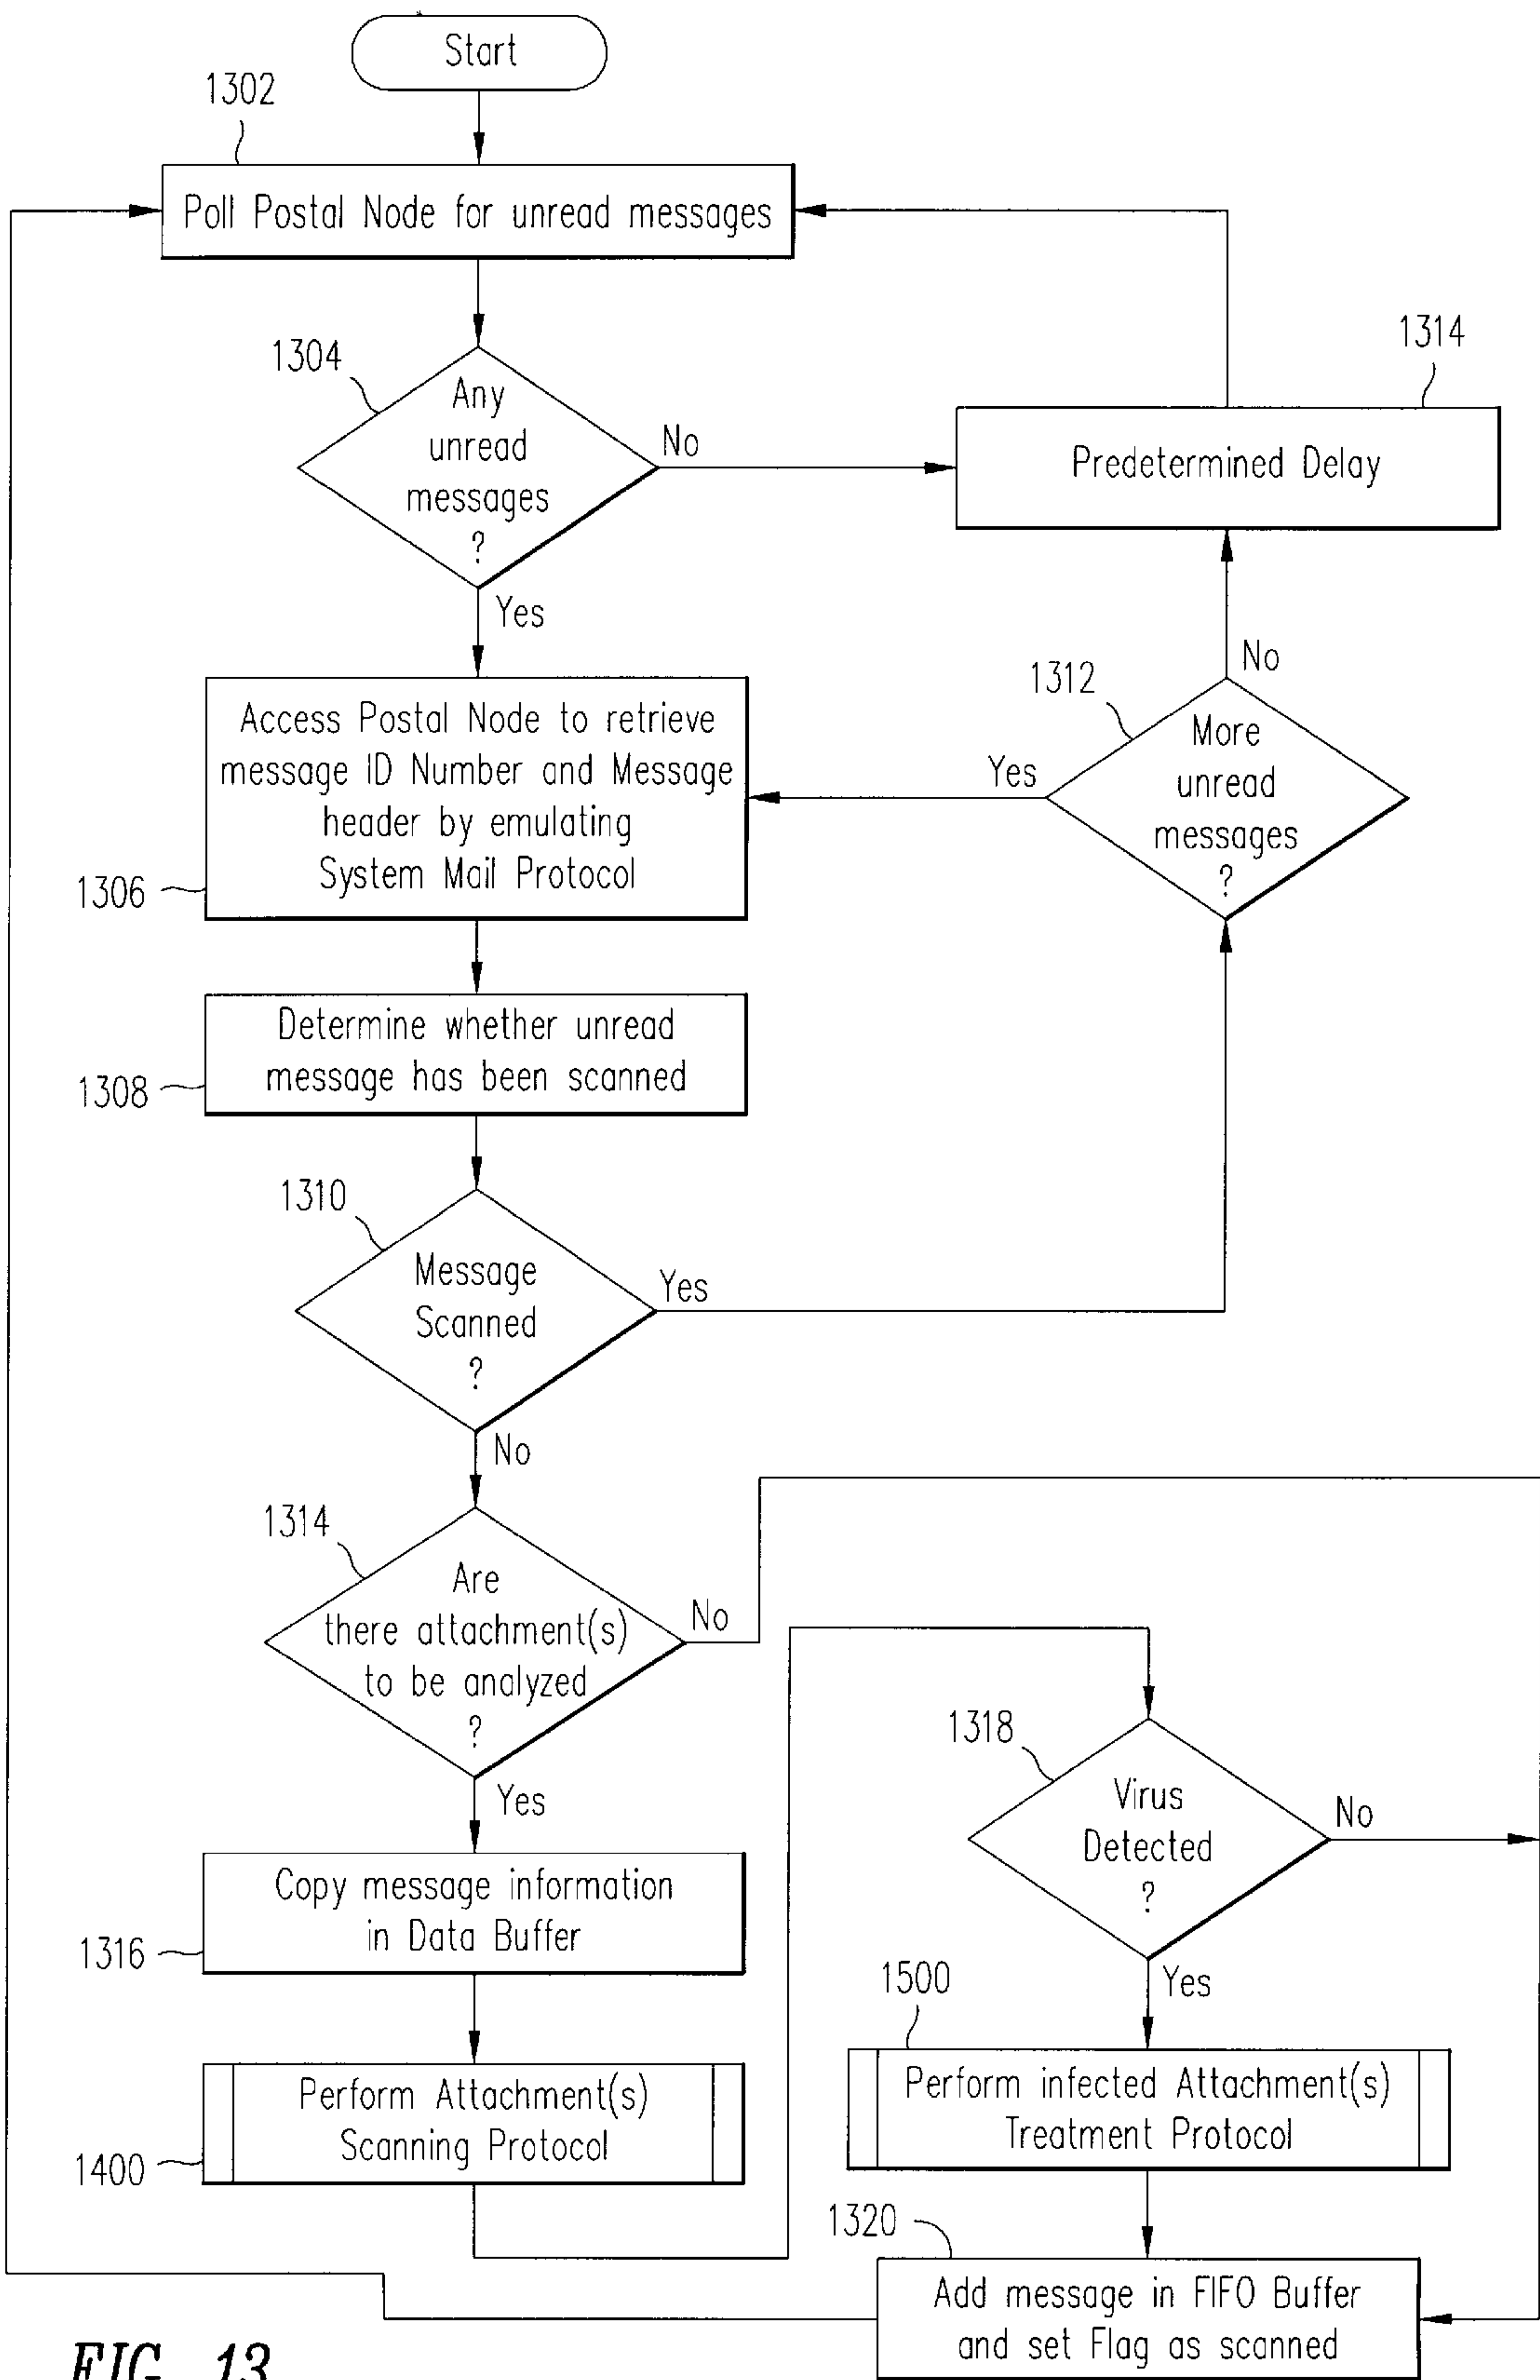 Start
1302
Poll Postal Node for unread messages
1304
Any
unread
messages
?
No
Yes
1314
Predetermined Delay
No
1312
More
unread
messages
?
Yes
Access Postal Node to retrieve
message ID Number and Message
header by emulating
System Mail Protocol
1306
Determine whether unread
message has been scanned
1308
1310
Message
Scanned
?
Yes
No
1314
Are
there attachment(s)
to be analyzed
?
No
Yes
Copy message information
in Data Buffer
1316
Perform Attachment(s)
Scanning Protocol
1400
1318
Virus
Detected
?
No
Yes
1500
Perform infected Attachment(s)
Treatment Protocol
1320
Add message in FIFO Buffer
and set Flag as scanned
FIG. 13